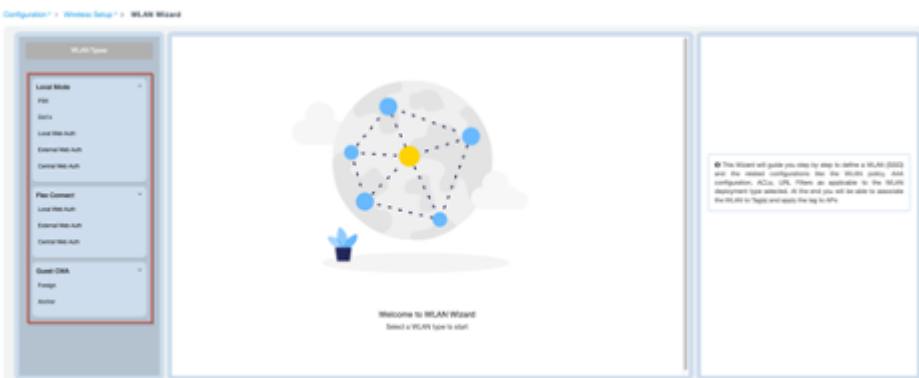 Configuration > Wireless Setup > WLAN Wizard
WLAN Types
Local Mode
PSK
Local Web Auth
External Web Auth
Central Web Auth
Flex Connect
Local Web Auth
External Web Auth
Central Web Auth
Guest CWA
Foreign
Anchor
Welcome to WLAN Wizard
Select a WLAN type to start
This Wizard will guide you step by step to define a WLAN (SSID)
and the related configurations like the WLAN policy, AAA
configuration, ACLs, URL Filters as applicable to the WLAN
deployment type selected. At the end you will be able to associate
the WLAN to Tag(s) and apply the tag to APs